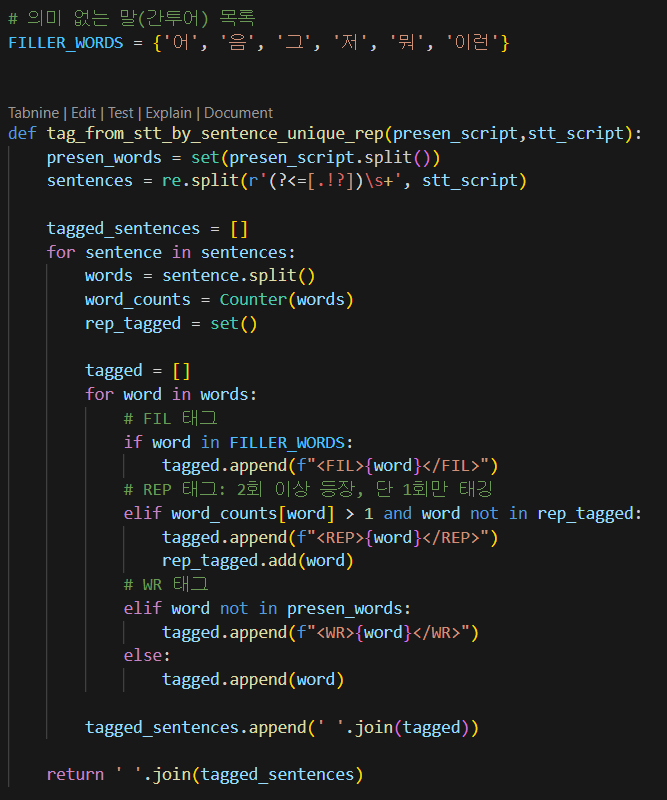 # 의미 없는 말(간투어) 목록
FILLER_WORDS = {'어', '음', '그', '저', '뭐', '이런'}
Tabnine | Edit | Test | Explain | Document
def tag_from_stt_by_sentence_unique_rep(presen_script,stt_script):
    presen_words = set(presen_script.split())
    sentences = re.split(r'(?<=[.!?])\s+', stt_script)
    tagged_sentences = []
    for sentence in sentences:
        words = sentence.split()
        word_counts = Counter(words)
        rep_tagged = set()
        tagged = []
        for word in words:
            # FIL 태그
            if word in FILLER_WORDS:
                tagged.append(f"<FIL>{word}</FIL>")
            # REP 태그: 2회 이상 등장, 단 1회만 태깅
            elif word_counts[word] > 1 and word not in rep_tagged:
                tagged.append(f"<REP>{word}</REP>")
                rep_tagged.add(word)
            # WR 태그
            elif word not in presen_words:
                tagged.append(f"<WR>{word}</WR>")
            else:
                tagged.append(word)
        tagged_sentences.append(' '.join(tagged))
    return ' '.join(tagged_sentences)